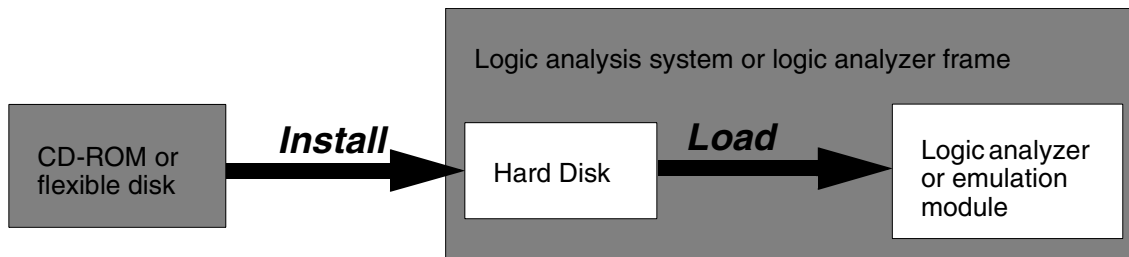 Logic analysis system or logic analyzer frame
CD-ROM or
flexible disk
Install
Hard Disk
Load
Logic analyzer
or emulation
module